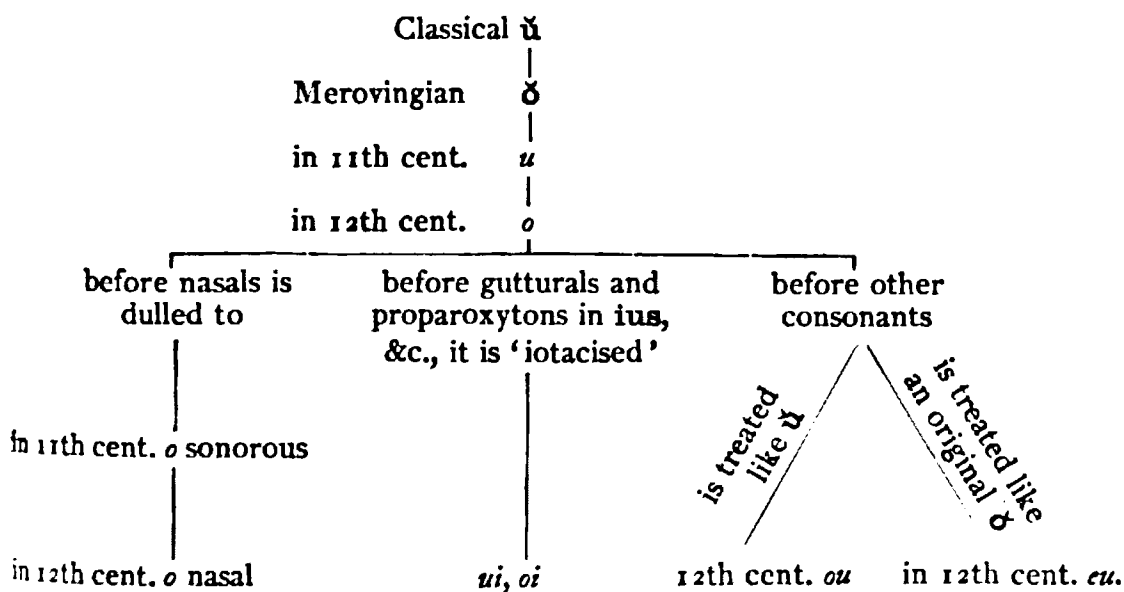 Classical ŭ
Merovingian ŏ
in 11th cent. u
in 12th cent. o
before nasals is
dulled to
before gutturals and
proparoxytons in ius,
&c., it is ‘iotacised’
before other
consonants
is treated
like ŭ
is treated like
an original ŏ
in 11th cent. o sonorous
in 12th cent. o nasal
ui, oi
12th cent. ou
in 12th cent. eu.